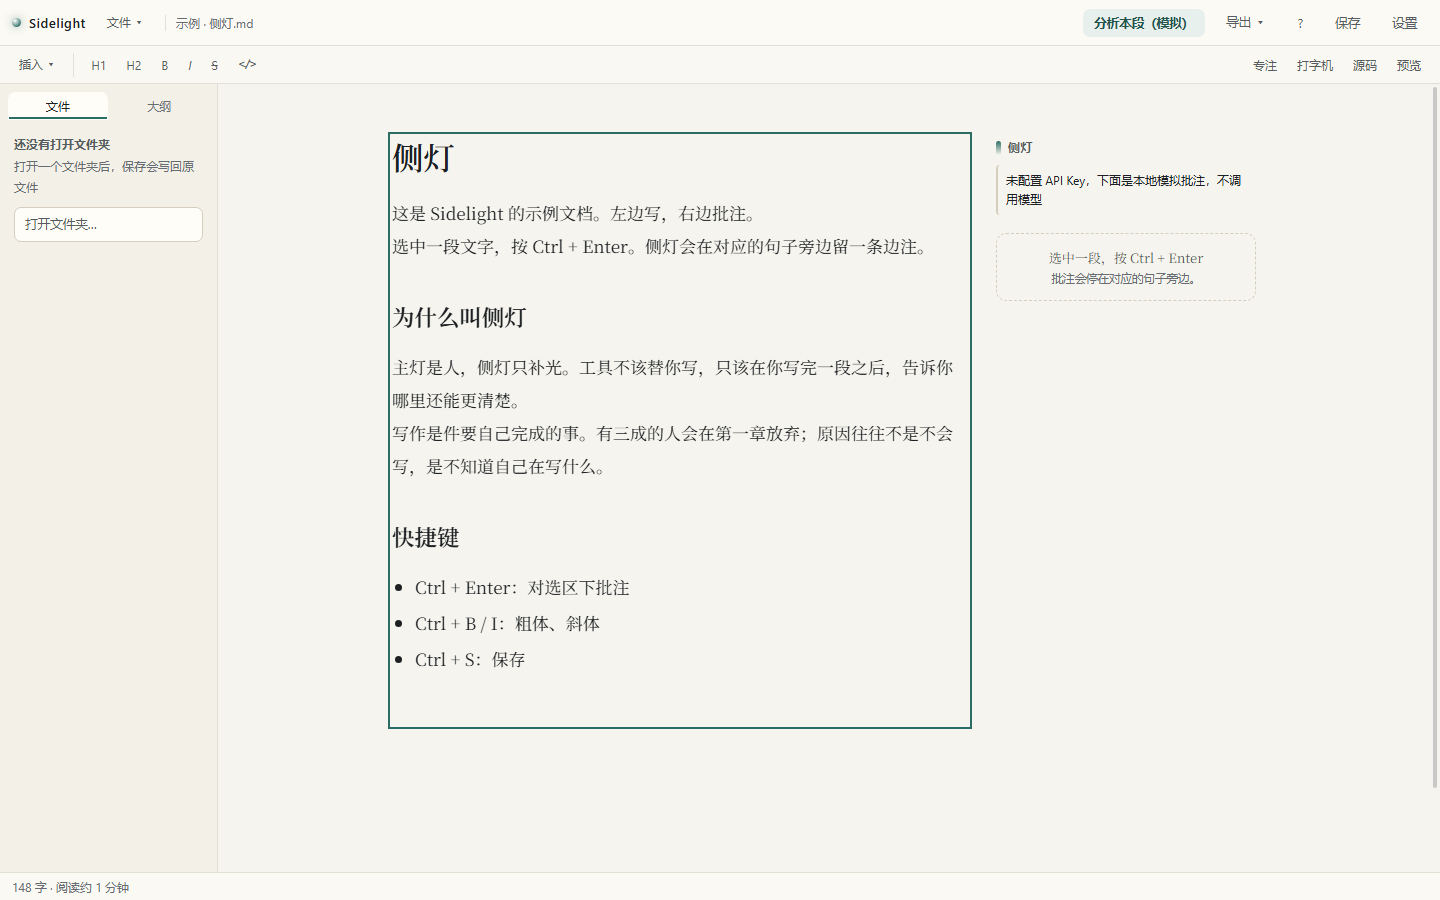 Sidelight 文件 示例 · 侧灯.md 分析本段（模拟） 导出 ? 保存 设置
插入 H1 H2 B I S </> 专注 打字机 源码 预览
文件 大纲
还没有打开文件夹
打开一个文件夹后，保存会写回原
文件
打开文件夹...
侧灯
这是 Sidelight 的示例文档。左边写，右边批注。
选中一段文字，按 Ctrl + Enter。侧灯会在对应的句子旁边留一条边注。
为什么叫侧灯
主灯是人，侧灯只补光。工具不该替你写，只该在你写完一段之后，告诉你
哪里还能更清楚。
写作是件要自己完成的事。有三成的人会在第一章放弃；原因往往不是不会
写，是不知道自己在写什么。
快捷键
Ctrl + Enter：对选区下批注
Ctrl + B / I：粗体、斜体
Ctrl + S：保存
侧灯
未配置 API Key，下面是本地模拟批注，不调
用模型
选中一段，按 Ctrl + Enter
批注会停在对应的句子旁边。
148 字 · 阅读约 1 分钟